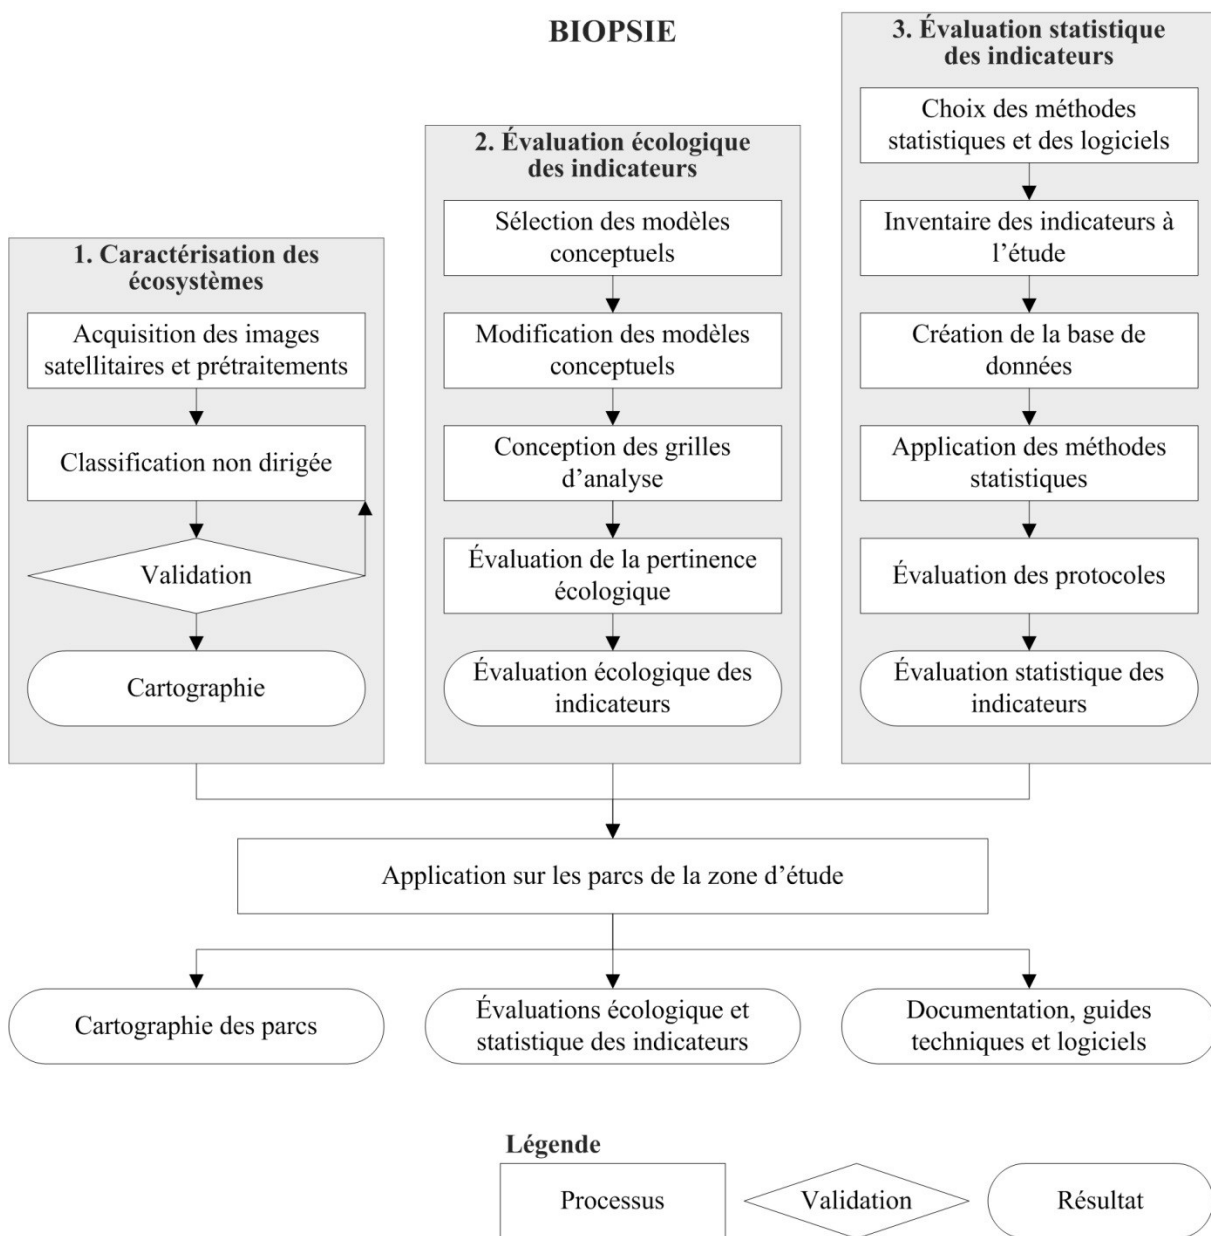 BIOPSIE
1. Caractérisation des
écosystèmes
Acquisition des images
satellitaires et prétraitements
Classification non dirigée
Validation
Cartographie
2. Évaluation écologique
des indicateurs
Sélection des modèles
conceptuels
Modification des modèles
conceptuels
Conception des grilles
d’analyse
Évaluation de la pertinence
écologique
Évaluation écologique des
indicateurs
3. Évaluation statistique
des indicateurs
Choix des méthodes
statistiques et des logiciels
Inventaire des indicateurs à
l’étude
Création de la base de
données
Application des méthodes
statistiques
Évaluation des protocoles
Évaluation statistique des
indicateurs
Application sur les parcs de la zone d’étude
Cartographie des parcs
Évaluations écologique et
statistique des indicateurs
Documentation, guides
techniques et logiciels
Légende
Processus
Validation
Résultat